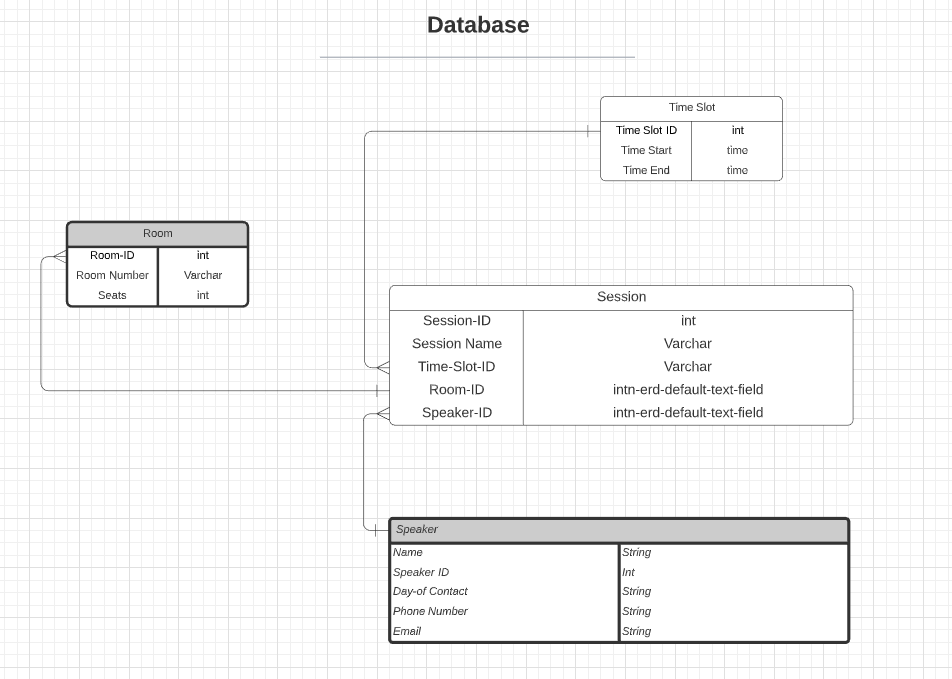 Database
Time Slot
Time Slot ID int
Time Start time
Time End time
Room
Room-ID int
Room Number Varchar
Seats int
Session
Session-ID int
Session Name Varchar
Time-Slot-ID Varchar
Room-ID intn-erd-default-text-field
Speaker-ID intn-erd-default-text-field
Speaker
Name String
Speaker ID Int
Day-of Contact String
Phone Number String
Email String